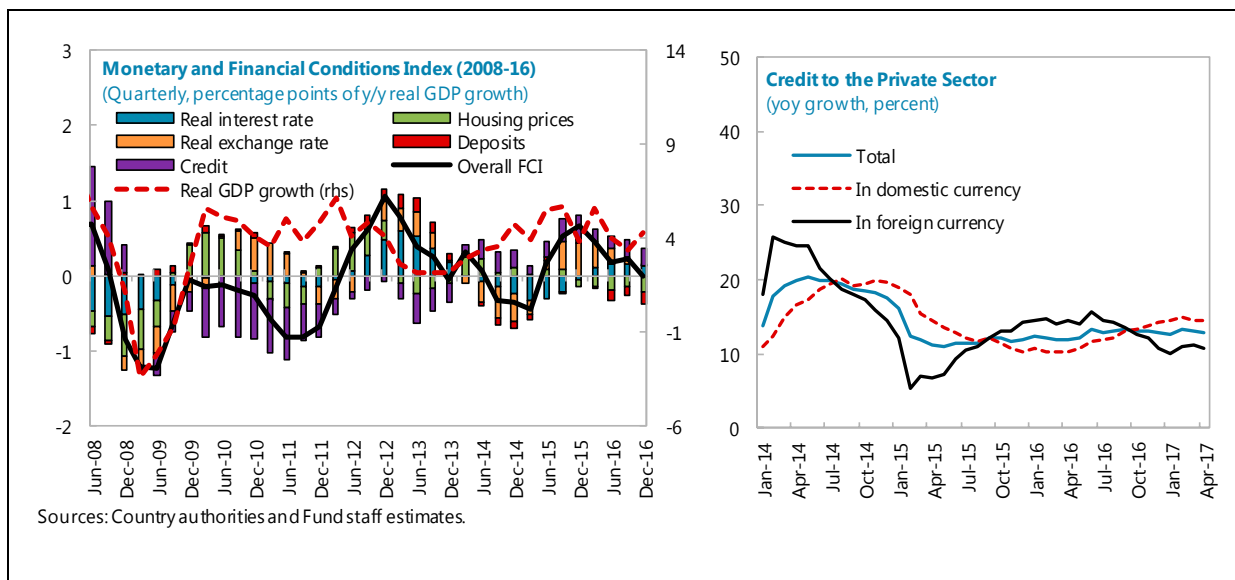 Monetary and Financial Conditions Index (2008-16)
(Quarterly, percentage points of y/y real GDP growth)
Real interest rate
Housing prices
Real exchange rate
Deposits
Credit
Overall FCI
Real GDP growth (rhs)
3
2
1
0
-1
-2
14
9
4
-1
-6
Jun-08
Dec-08
Jun-09
Dec-09
Jun-10
Dec-10
Jun-11
Dec-11
Jun-12
Dec-12
Jun-13
Dec-13
Jun-14
Dec-14
Jun-15
Dec-15
Jun-16
Dec-16
Credit to the Private Sector
(yoy growth, percent)
Total
In domestic currency
In foreign currency
50
40
30
20
10
0
Jan-14
Apr-14
Jul-14
Oct-14
Jan-15
Apr-15
Jul-15
Oct-15
Jan-16
Apr-16
Jul-16
Oct-16
Jan-17
Apr-17
Sources: Country authorities and Fund staff estimates.